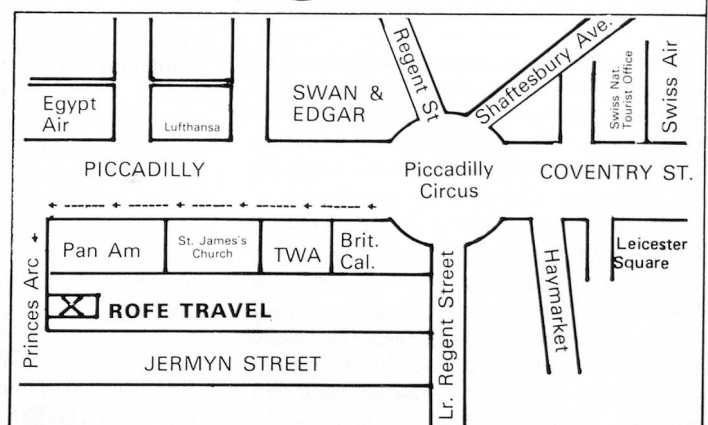 Regent St
Shaftesbury Ave.
Egypt
Air
Lufthansa
SWAN &
EDGAR
Swiss Nat.
Tourist Office
Swiss Air
PICCADILLY
Piccadilly
Circus
COVENTRY ST.
Princes Arc
Pan Am
St. James's
Church
TWA
Brit.
Cal.
Lr. Regent Street
Haymarket
Leicester
Square
X ROFE TRAVEL
JERMYN STREET